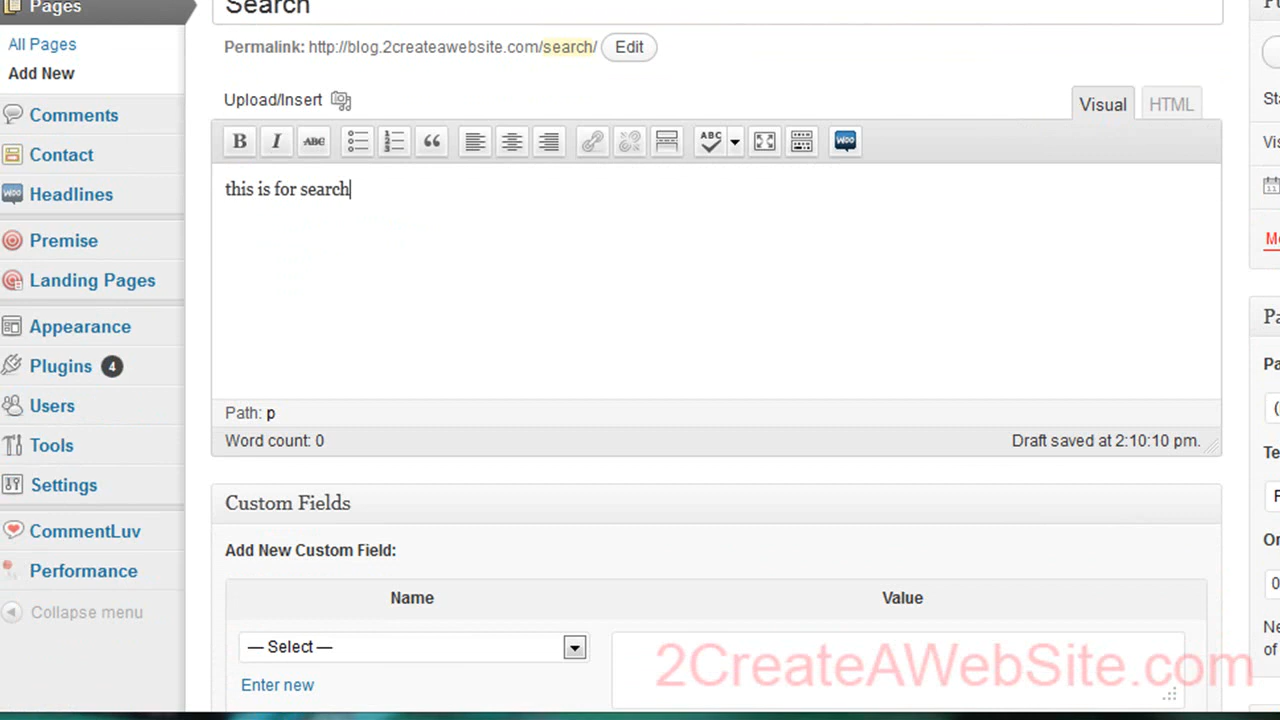 Pages
All Pages
Add New
Comments
Contact
Headlines
Premise
Landing Pages
Appearance
Plugins 4
Users
Tools
Settings
CommentLuv
Performance
Collapse menu
Search
Permalink: http://blog.2createawebsite.com/search/ Edit
Upload/Insert
Visual HTML
B I ABC ABC
this is for search
Path: p
Word count: 0 Draft saved at 2:10:10 pm.
Custom Fields
Add New Custom Field:
Name Value
— Select —
Enter new
2CreateAWebSite.com